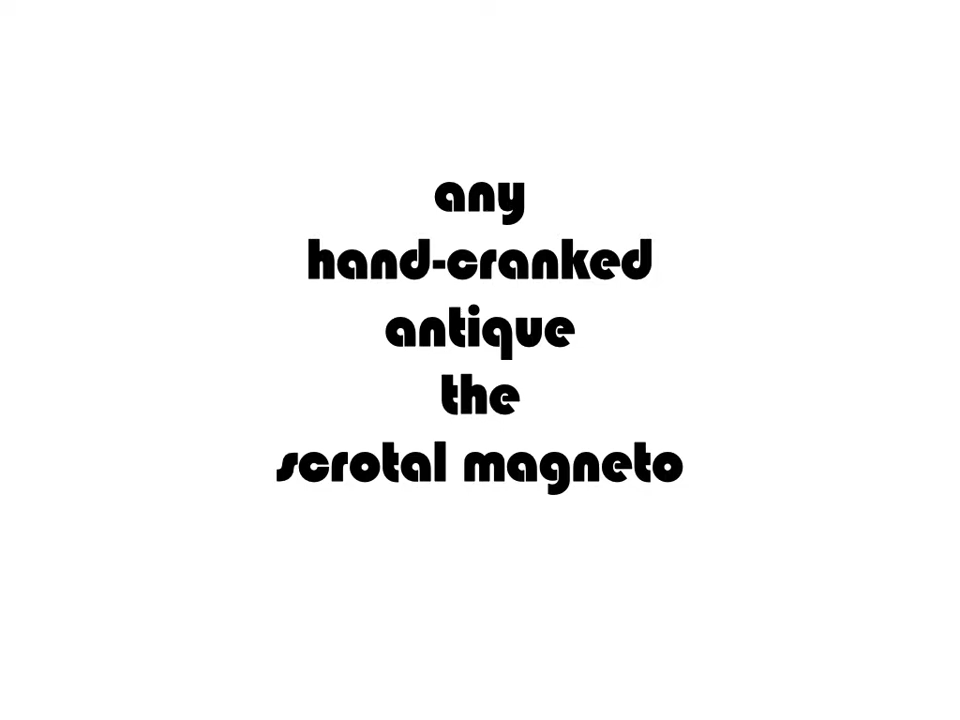 any
hand-cranked
antique
the
scrotal magneto